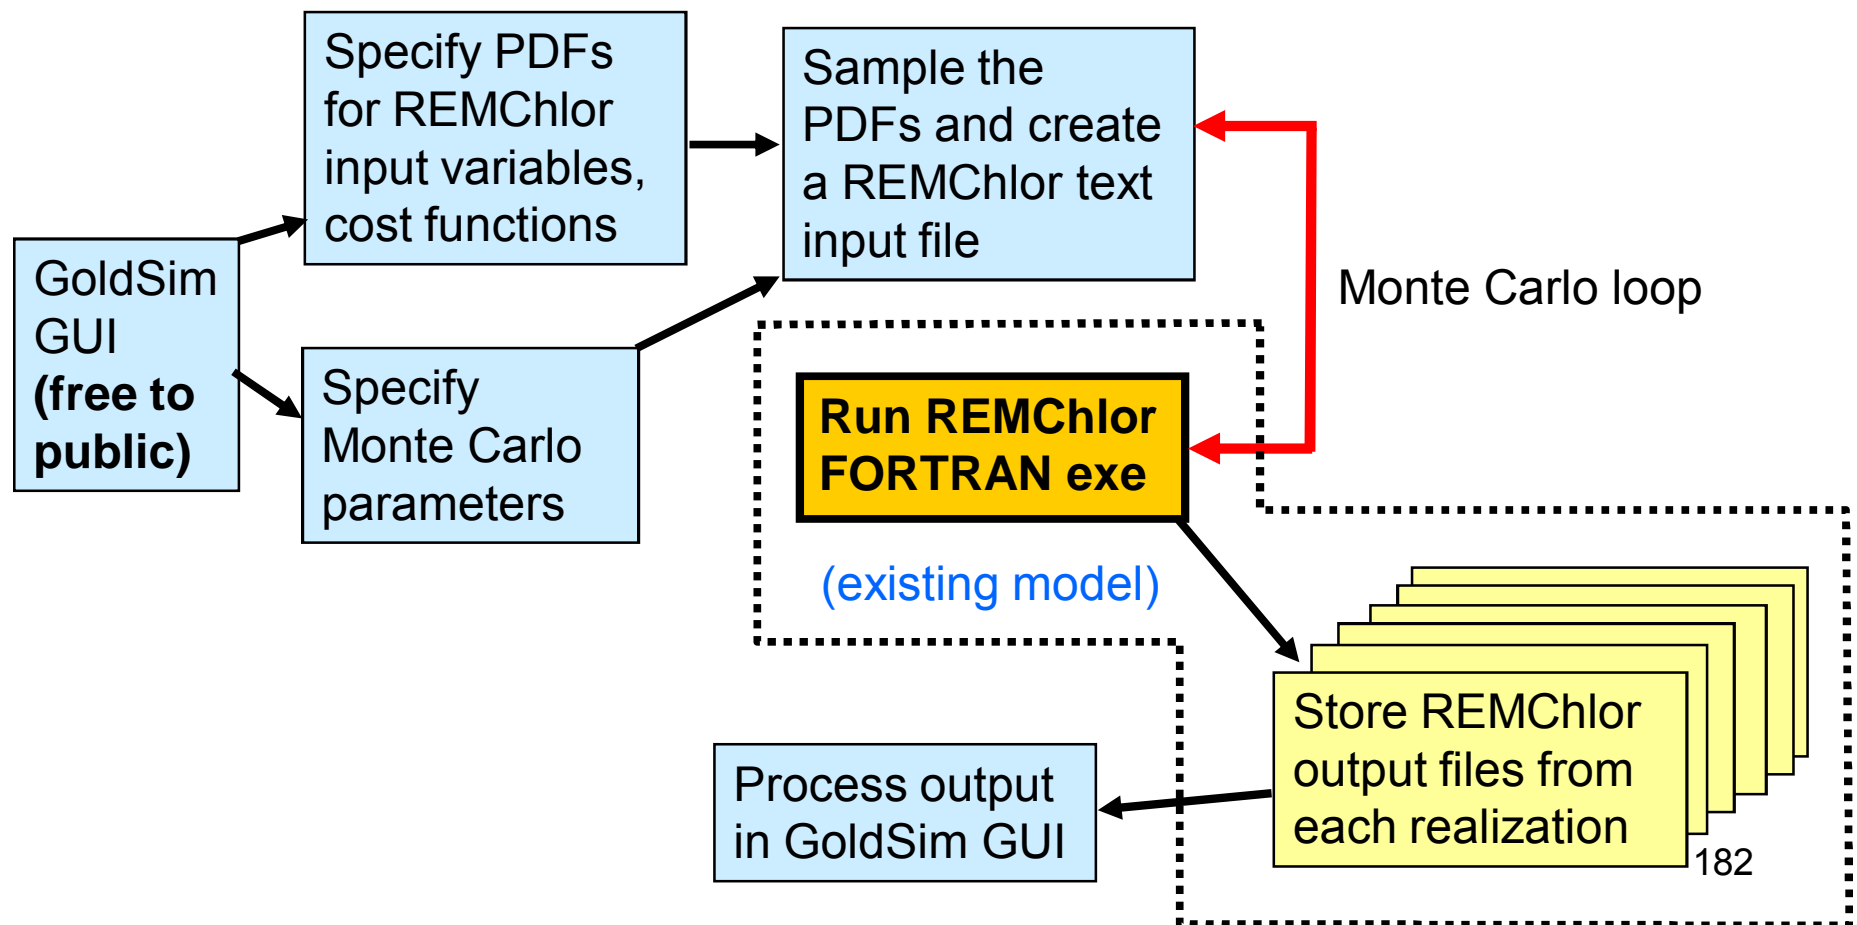 Specify PDFs
for REMChlor
input variables,
cost functions
Sample the
PDFs and create
a REMChlor text
input file
GoldSim
GUI
(free to
public)
Monte Carlo loop
Specify
Monte Carlo
parameters
Run REMChlor
FORTRAN exe
(existing model)
Store REMChlor
output files from
each realization
Process output
in GoldSim GUI
182